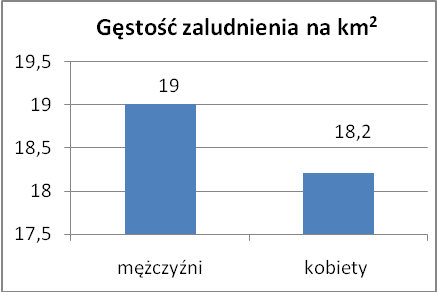 Gęstość zaludnienia na km²
19,5
19
18,5
18
17,5
19
18,2
mężczyźni
kobiety